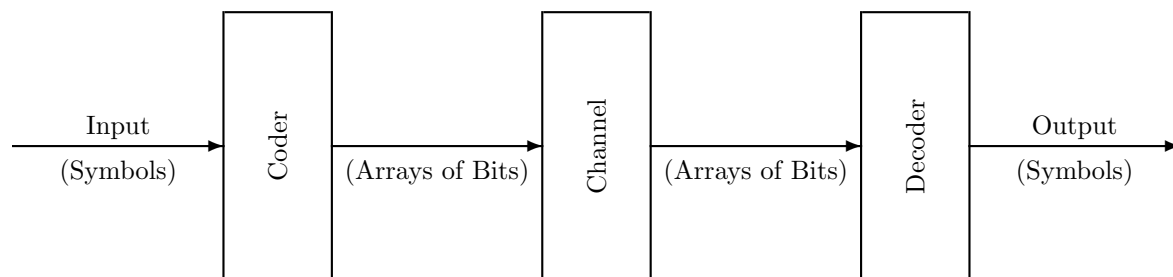 Input
(Symbols)
Coder
(Arrays of Bits)
Channel
(Arrays of Bits)
Decoder
Output
(Symbols)